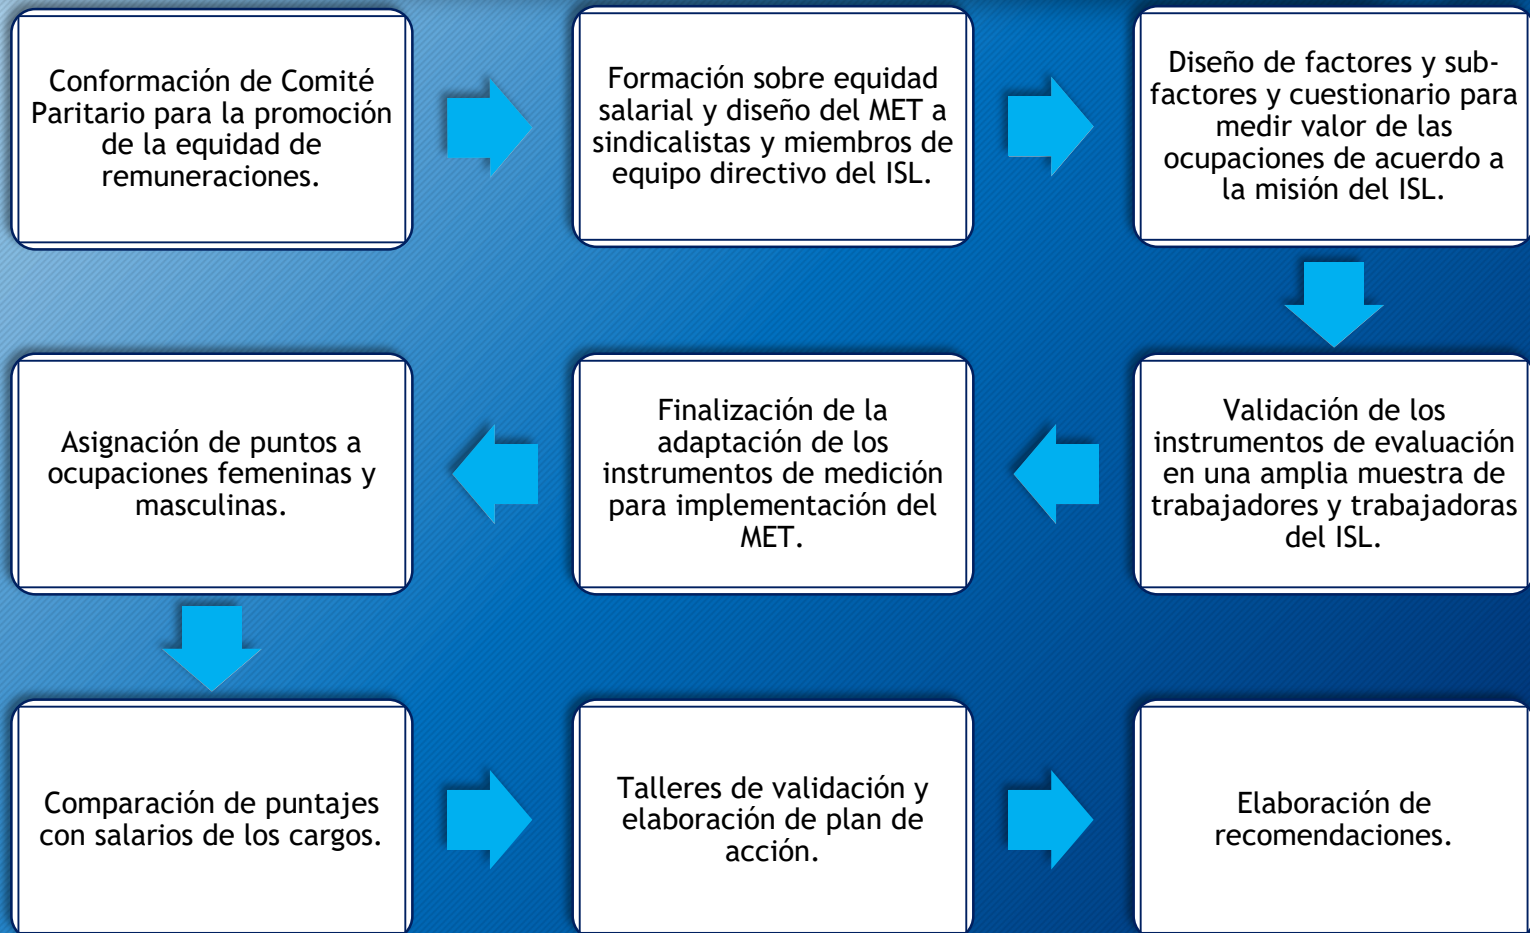 Conformación de Comité
Paritario para la promoción
de la equidad de
remuneraciones.
Formación sobre equidad
salarial y diseño del MET a
sindicalistas y miembros de
equipo directivo del ISL.
Diseño de factores y sub-
factores y cuestionario para
medir valor de las
ocupaciones de acuerdo a
la misión del ISL.
Validación de los
instrumentos de evaluación
en una amplia muestra de
trabajadores y trabajadoras
del ISL.
Finalización de la
adaptación de los
instrumentos de medición
para implementación del
MET.
Asignación de puntos a
ocupaciones femeninas y
masculinas.
Comparación de puntajes
con salarios de los cargos.
Talleres de validación y
elaboración de plan de
acción.
Elaboración de
recomendaciones.